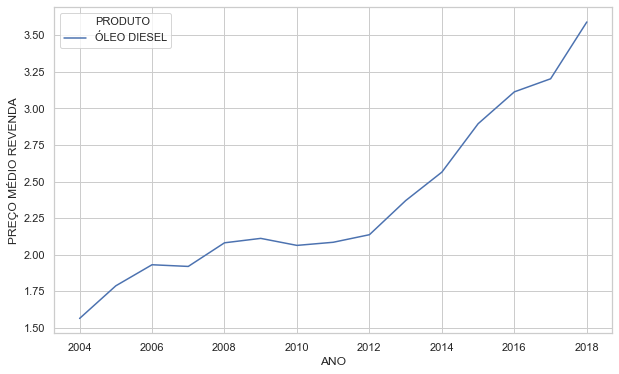 PRODUTO
ÓLEO DIESEL
PREÇO MÉDIO REVENDA
3.50
3.25
3.00
2.75
2.50
2.25
2.00
1.75
1.50
2004 2006 2008 2010 2012 2014 2016 2018
ANO